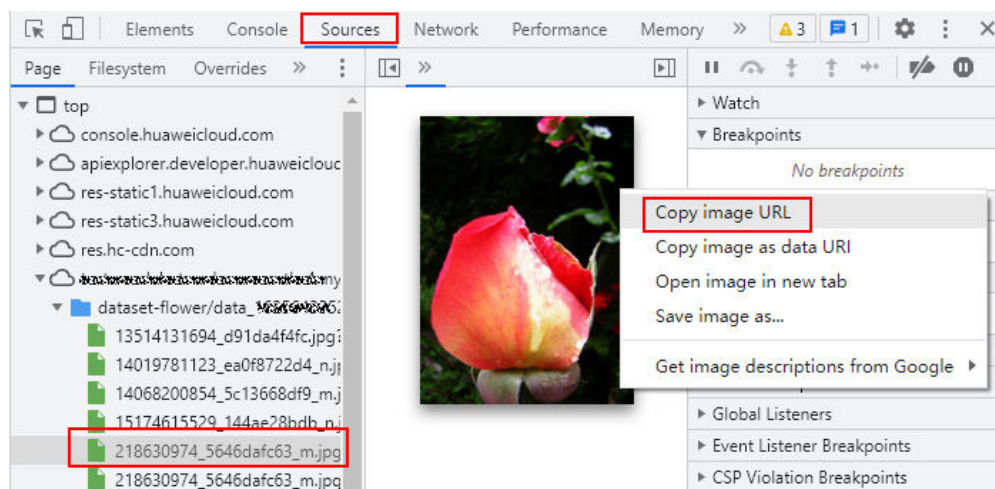 Elements Console Sources Network Performance Memory » 3 1
Page Filesystem Overrides » »
top
console.huaweicloud.com
apiexplorer.developer.huaweiclouc
res-static1.huaweicloud.com
res-static3.huaweicloud.com
res.hc-cdn.com
my
dataset-flower/data_
13514131694_d91da4f4fc.jpg?
14019781123_ea0f8722d4_n.jp
14068200854_5c13668df9_m.j
15174615529_144ae28bdb_n.j
218630974_5646dafc63_m.jpg
218630974_5646dafc63_m.jpg
Copy image URL
Copy image as data URI
Open image in new tab
Save image as...
Get image descriptions from Google
Watch
Breakpoints
No breakpoints
Global Listeners
Event Listener Breakpoints
CSP Violation Breakpoints